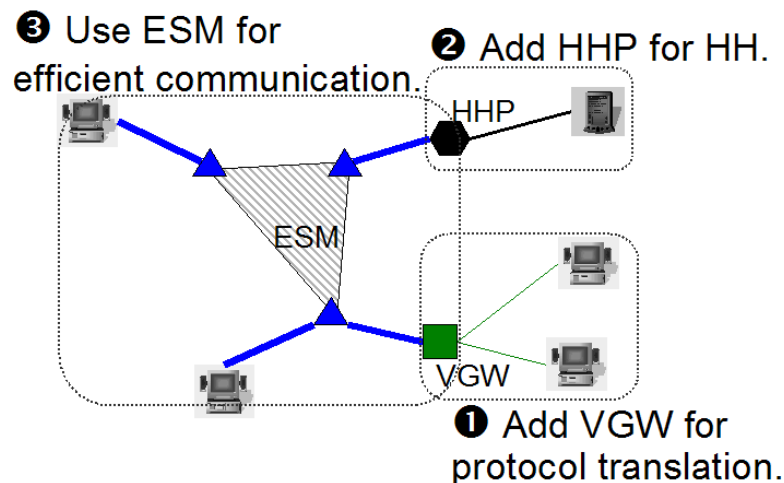 ❸ Use ESM for
efficient communication.
❷ Add HHP for HH.
HHP
ESM
VGW
❶ Add VGW for
protocol translation.